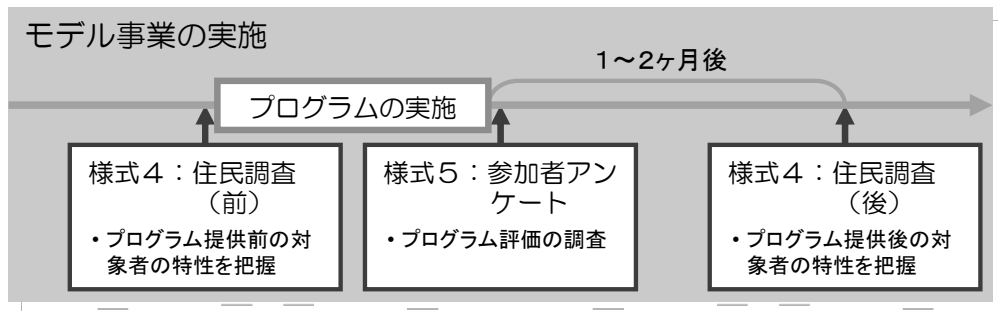 モデル事業の実施
1～2ヶ月後
プログラムの実施
様式4：住民調査
（前）
・プログラム提供前の対
象者の特性を把握
様式5：参加者アン
ケート
・プログラム評価の調査
様式4：住民調査
（後）
・プログラム提供後の対
象者の特性を把握